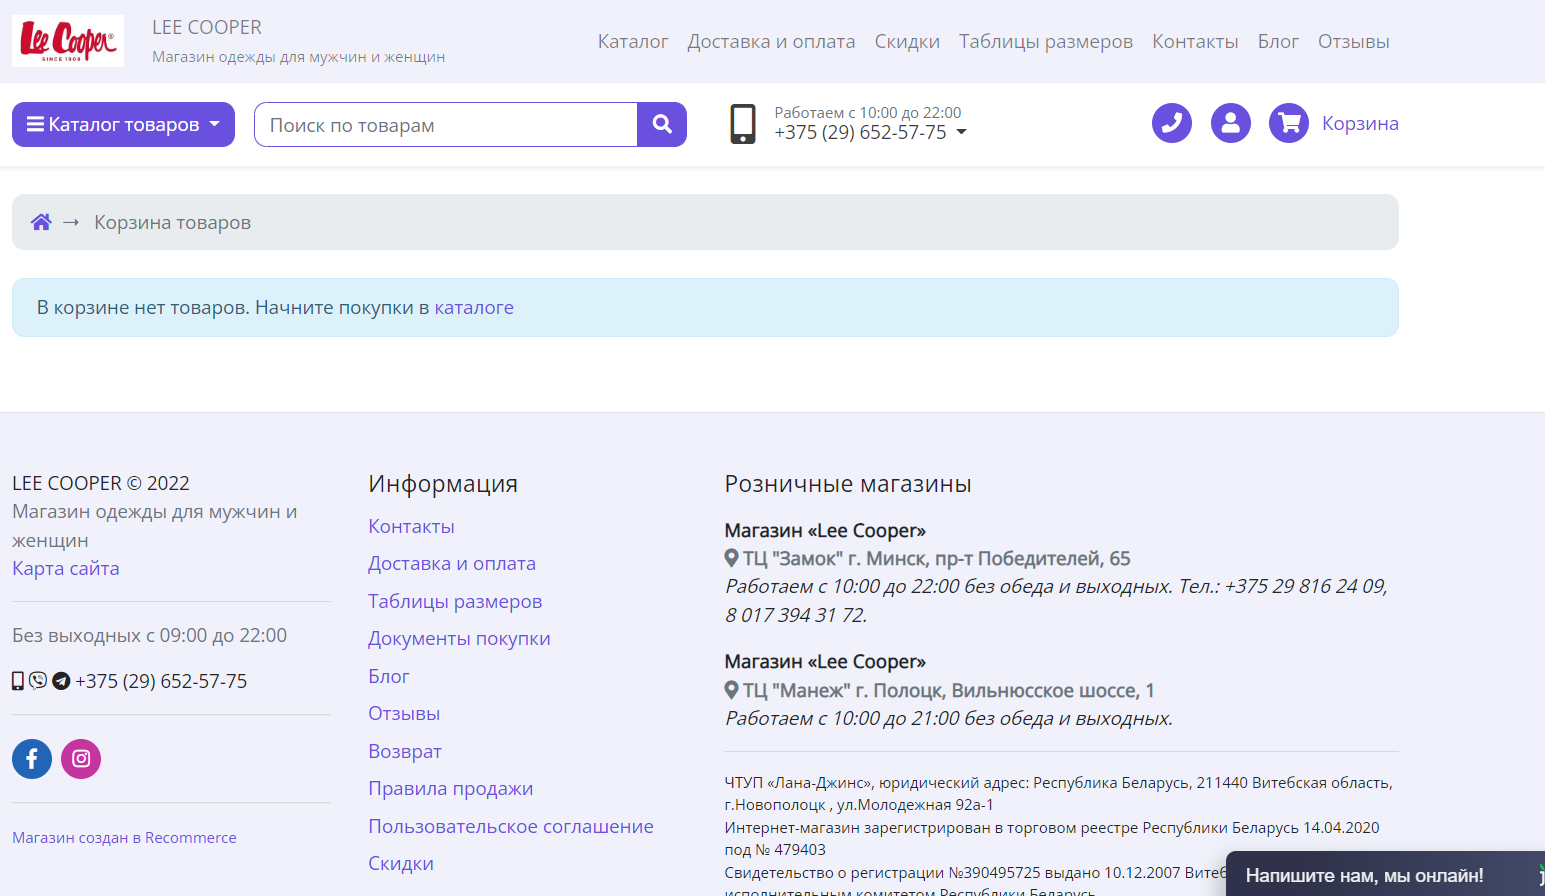 Lee Cooper®
SINCE 1908
LEE COOPER
Магазин одежды для мужчин и женщин
Каталог Доставка и оплата Скидки Таблицы размеров Контакты Блог Отзывы
Каталог товаров
Поиск по товарам
Работаем с 10:00 до 22:00
+375 (29) 652-57-75
Корзина
→ Корзина товаров
В корзине нет товаров. Начните покупки в каталоге
LEE COOPER © 2022
Магазин одежды для мужчин и
женщин
Карта сайта
Без выходных с 09:00 до 22:00
+375 (29) 652-57-75
Магазин создан в Recommerce
Информация
Контакты
Доставка и оплата
Таблицы размеров
Документы покупки
Блог
Отзывы
Возврат
Правила продажи
Пользовательское соглашение
Скидки
Розничные магазины
Магазин «Lee Cooper»
ТЦ "Замок" г. Минск, пр-т Победителей, 65
Работаем с 10:00 до 22:00 без обеда и выходных. Тел.: +375 29 816 24 09,
8 017 394 31 72.
Магазин «Lee Cooper»
ТЦ "Манеж" г. Полоцк, Вильнюсское шоссе, 1
Работаем с 10:00 до 21:00 без обеда и выходных.
ЧТУП «Лана-Джинс», юридический адрес: Республика Беларусь, 211440 Витебская область,
г.Новополоцк , ул.Молодежная 92а-1
Интернет-магазин зарегистрирован в торговом реестре Республики Беларусь 14.04.2020
под № 479403
Свидетельство о регистрации №390495725 выдано 10.12.2007
исполнительным комитетом Республики Беларусь
Напишите нам, мы онлайн!